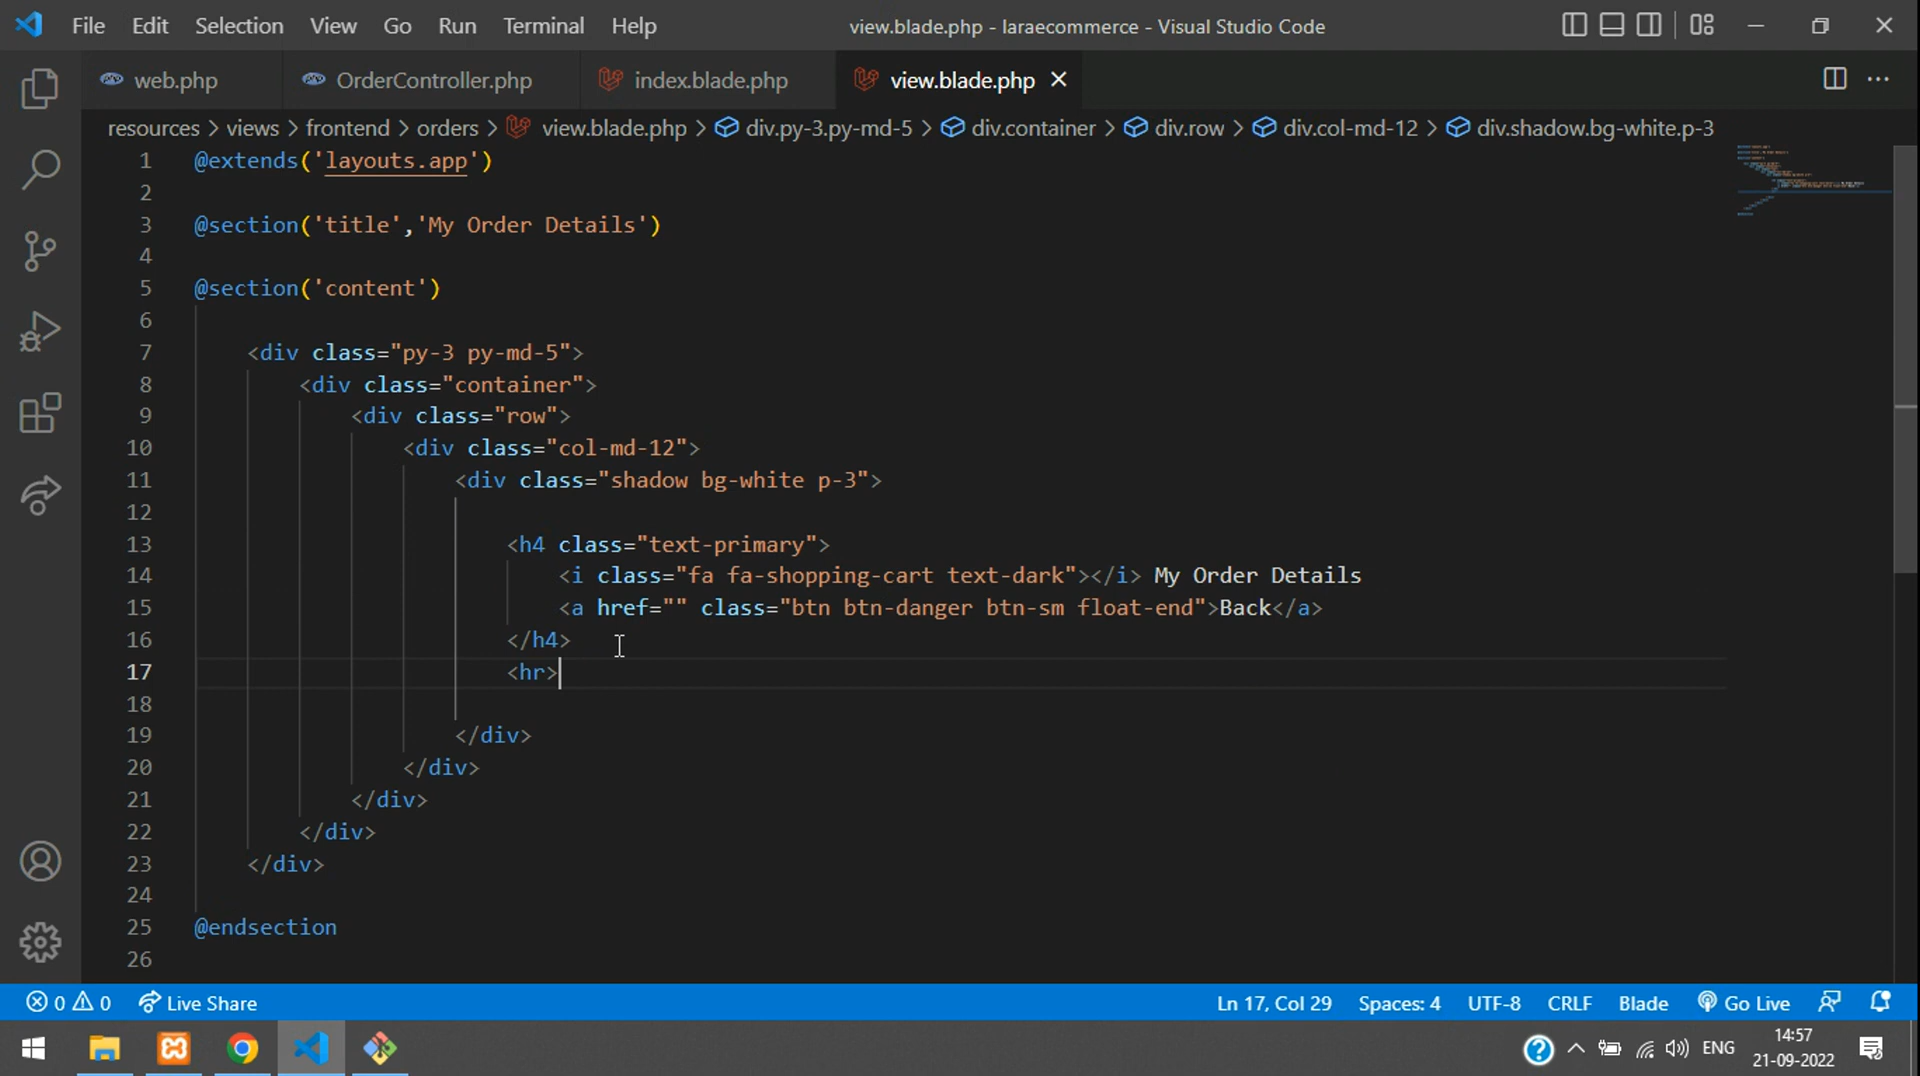 File Edit Selection View Go Run Terminal Help view.blade.php - laraecommerce - Visual Studio Code
web.php OrderController.php index.blade.php view.blade.php
resources > views > frontend > orders > view.blade.php > div.py-3.py-md-5 > div.container > div.row > div.col-md-12 > div.shadow.bg-white.p-3
1 @extends('layouts.app')
2
3 @section('title','My Order Details')
4
5 @section('content')
6
7 <div class="py-3 py-md-5">
8 <div class="container">
9 <div class="row">
10 <div class="col-md-12">
11 <div class="shadow bg-white p-3">
12
13 <h4 class="text-primary">
14 <i class="fa fa-shopping-cart text-dark"></i> My Order Details
15 <a href="" class="btn btn-danger btn-sm float-end">Back</a>
16 </h4>
17 <hr>
18
19 </div>
20 </div>
21 </div>
22 </div>
23 </div>
24
25 @endsection
26
0 0 Live Share Ln 17, Col 29 Spaces: 4 UTF-8 CRLF Blade Go Live
ENG 14:57
21-09-2022